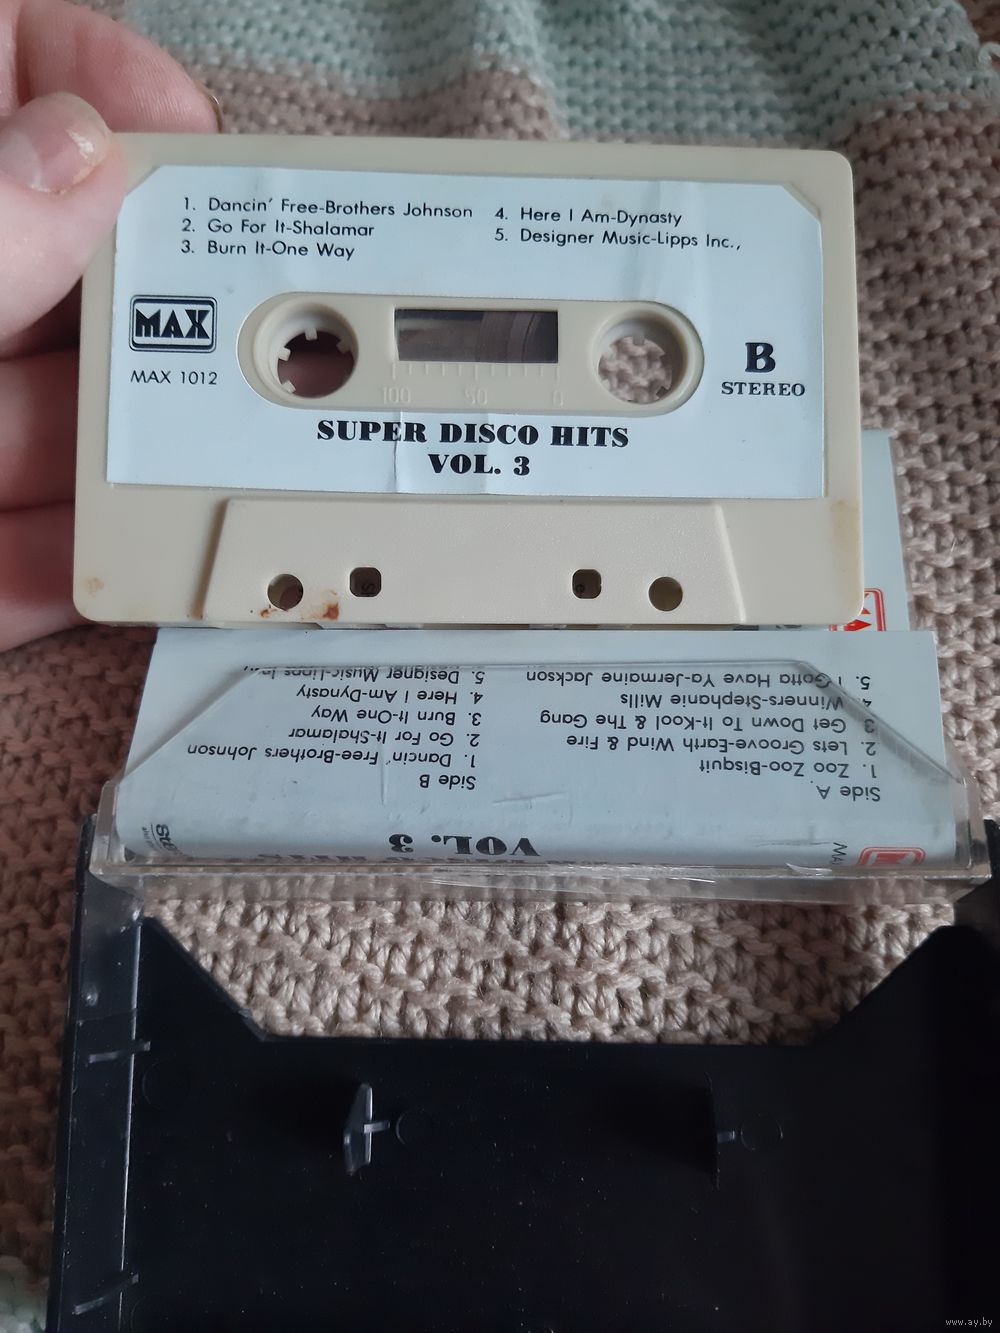 1. Dancin' Free-Brothers Johnson
2. Go For It-Shalamar
3. Burn It-One Way
4. Here I Am-Dynasty
5. Designer Music-Lipps Inc.,
MAX
MAX 1012
B
STEREO
100 50 0
SUPER DISCO HITS
VOL. 3
VOL. 3
Side A
1. Zoo Zoo-Bisquit
2. Lets Groove-Earth Wind & Fire
3 Get Down To It-Kool & The Gang
4. Winners-Stephanie Mills
5. I Gotta Have Ya-Jermaine Jackson
Side B
1. Dancin' Free-Brothers Johnson
2. Go For It-Shalamar
3. Burn It-One Way
4. Here I Am-Dynasty
5. Designer Music-Lipps
www.ay.by